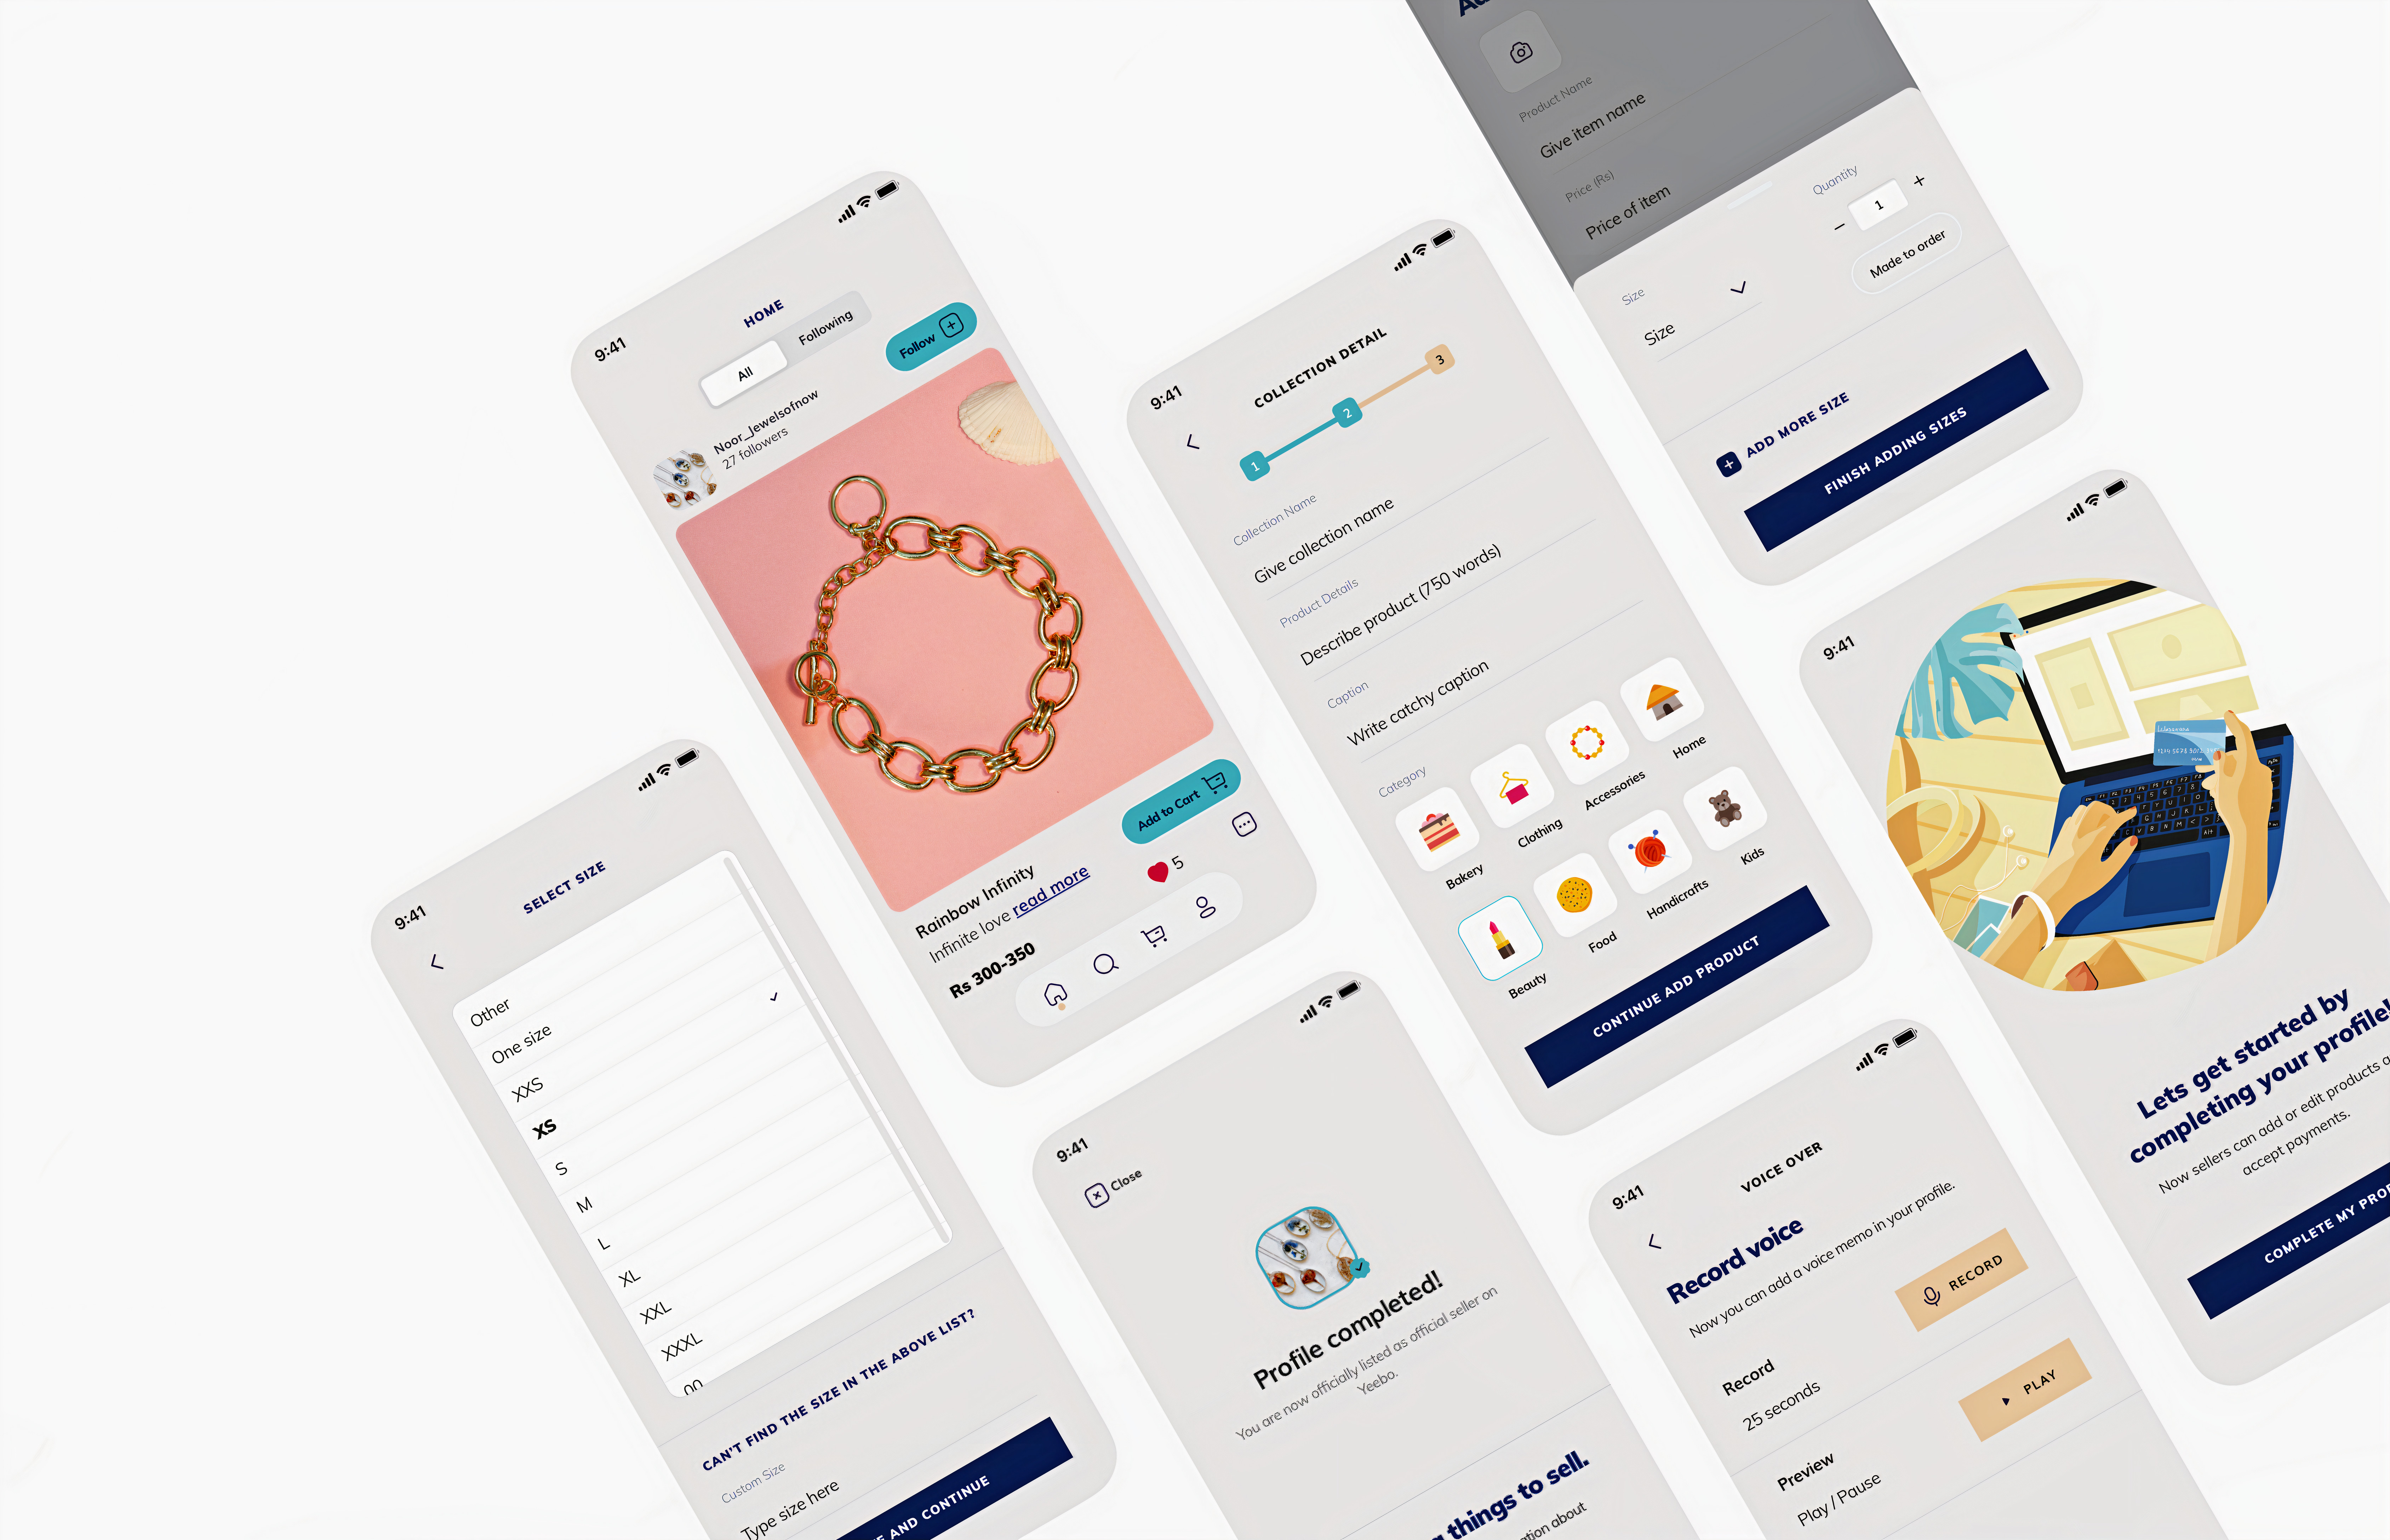 9:41
SELECT SIZE
Other
One size
XXS
XS
S
M
L
XL
XXL
XXXL
00
CAN'T FIND THE SIZE IN THE ABOVE LIST?
Custom Size
Type size here
AND CONTINUE
9:41
HOME
All
Following
Noor_Jewelsofnow
27 followers
Follow
Add to Cart
Rainbow Infinity
5
Infinite love read more
Rs 300-350
9:41
Close
Profile completed!
You are now officially listed as official seller on
Yeebo.
things to sell.
about
9:41
COLLECTION DETAIL
1
2
3
Collection Name
Give collection name
Product Details
Describe product (750 words)
Caption
Write catchy caption
Category
Bakery
Clothing
Accessories
Home
Beauty
Food
Handicrafts
Kids
CONTINUE ADD PRODUCT
9:41
VOICE OVER
Record voice
Now you can add a voice memo in your profile.
Record
25 seconds
RECORD
Preview
Play / Pause
PLAY
Product Name
Give item name
Price (Rs)
Price of item
Size
Size
Quantity
1
Made to order
ADD MORE SIZE
FINISH ADDING SIZES
9:41
Lets get started by
completing your profile!
Now sellers can add or edit products
accept payments.
COMPLETE MY